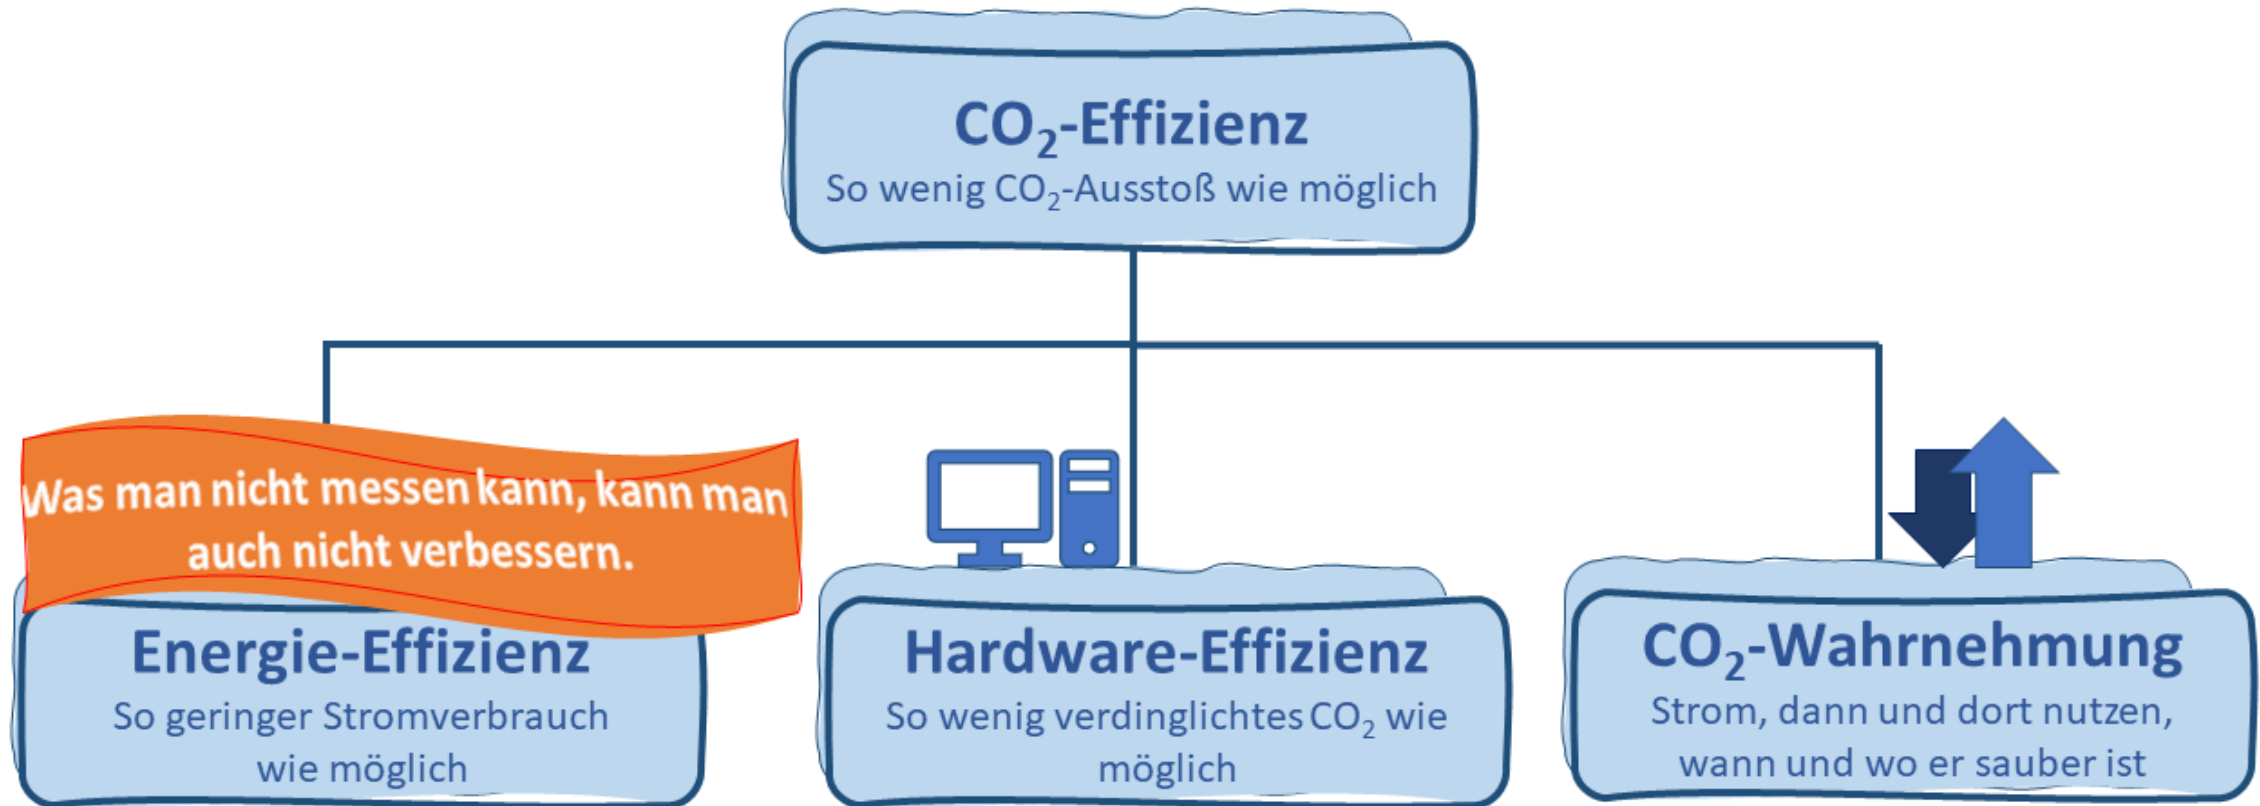 CO₂-Effizienz
So wenig CO₂-Ausstoß wie möglich
Was man nicht messen kann, kann man
auch nicht verbessern.
Energie-Effizienz
So geringer Stromverbrauch
wie möglich
Hardware-Effizienz
So wenig verdinglichtes CO₂ wie
möglich
CO₂-Wahrnehmung
Strom, dann und dort nutzen,
wann und wo er sauber ist